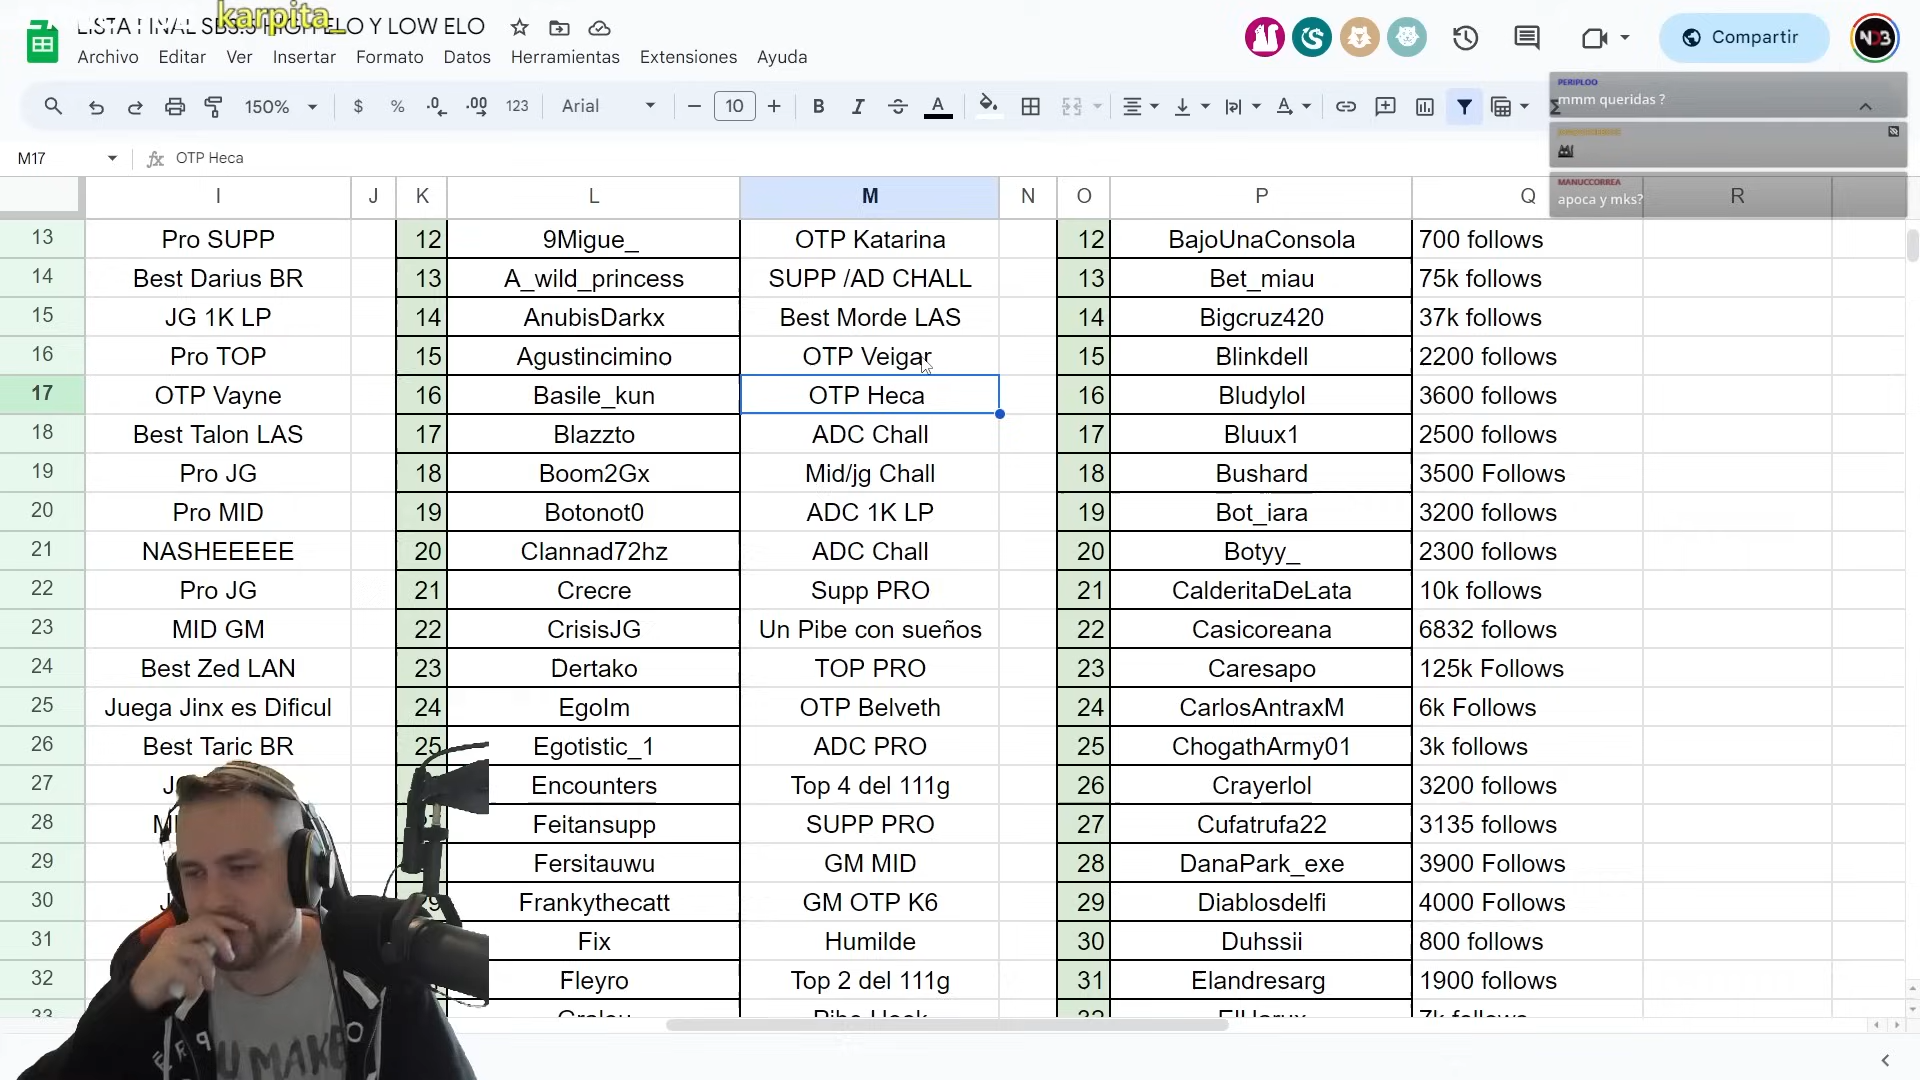 karpita_
LISTA FINAL SB3.5 HIGH ELO Y LOW ELO
Archivo Editar Ver Insertar Formato Datos Herramientas Extensiones Ayuda
Compartir
NDB
150% $ % .0 .00 123 Arial 10 B I A
PERIPLOO
mmm queridas ?
MANUCCORREA
apoca y mks?
M17 fx OTP Heca
I J K L M N O P Q R
13 Pro SUPP 12 9Migue_ OTP Katarina 12 BajoUnaConsola 700 follows
14 Best Darius BR 13 A_wild_princess SUPP /AD CHALL 13 Bet_miau 75k follows
15 JG 1K LP 14 AnubisDarkx Best Morde LAS 14 Bigcruz420 37k follows
16 Pro TOP 15 Agustincimino OTP Veigar 15 Blinkdell 2200 follows
17 OTP Vayne 16 Basile_kun OTP Heca 16 Bludylol 3600 follows
18 Best Talon LAS 17 Blazzto ADC Chall 17 Bluux1 2500 follows
19 Pro JG 18 Boom2Gx Mid/jg Chall 18 Bushard 3500 Follows
20 Pro MID 19 Botonot0 ADC 1K LP 19 Bot_iara 3200 follows
21 NASHEEEEE 20 Clannad72hz ADC Chall 20 Botyy_ 2300 follows
22 Pro JG 21 Crecre Supp PRO 21 CalderitaDeLata 10k follows
23 MID GM 22 CrisisJG Un Pibe con sueños 22 Casicoreana 6832 follows
24 Best Zed LAN 23 Dertako TOP PRO 23 Caresapo 125k Follows
25 Juega Jinx es Dificul 24 EgoIm OTP Belveth 24 CarlosAntraxM 6k Follows
26 Best Taric BR 25 Egotistic_1 ADC PRO 25 ChogathArmy01 3k follows
27 Encounters Top 4 del 111g 26 Crayerlol 3200 follows
28 Feitansupp SUPP PRO 27 Cufatrufa22 3135 follows
29 Fersitauwu GM MID 28 DanaPark_exe 3900 Follows
30 29 Frankythecatt GM OTP K6 29 Diablosdelfi 4000 Follows
31 Fix Humilde 30 Duhssii 800 follows
32 Fleyro Top 2 del 111g 31 Elandresarg 1900 follows
33 32
U MAKE